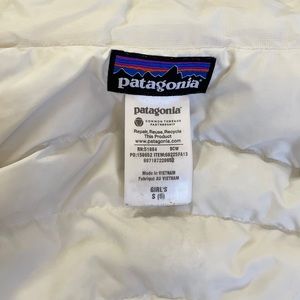 patagonia
patagonia®
COMMON THREADS
PARTNERSHIP
Repair, Reuse, Recycle
This Product
www.patagonia.com
RN:51884 BCW
Made in VIETNAM
Fabriqué AU VIETNAM
GIRL'S